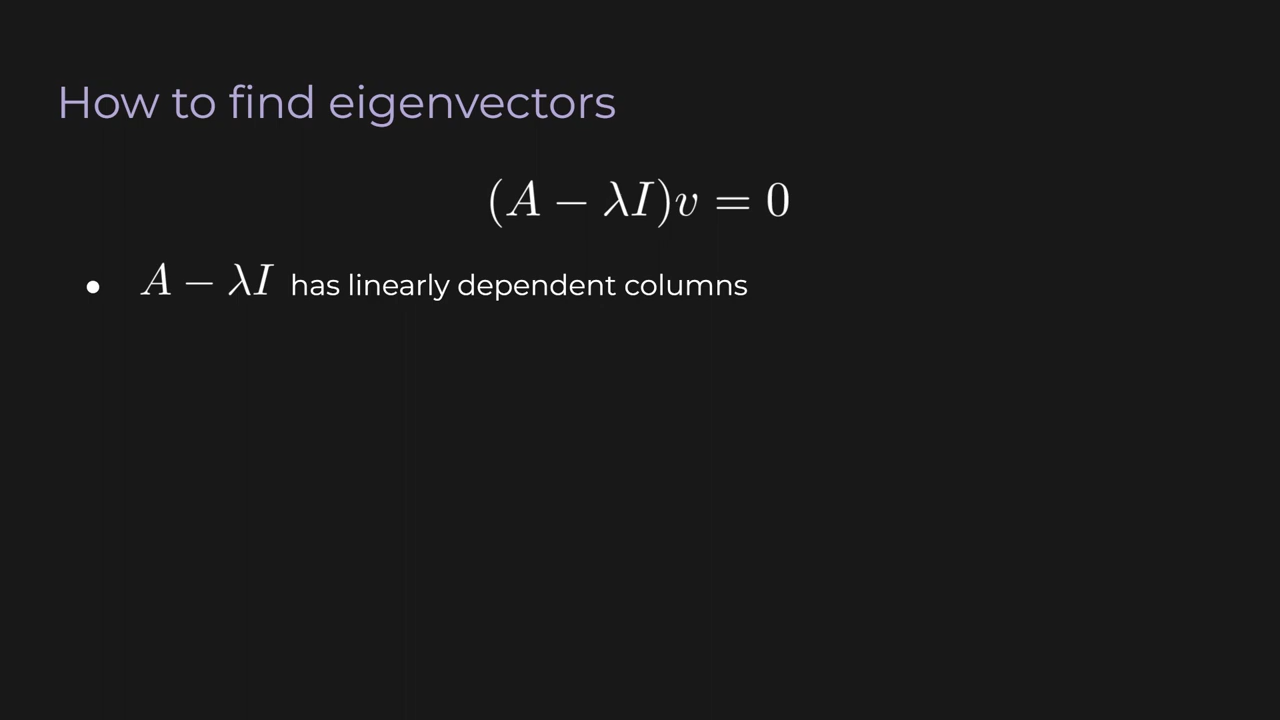 How to find eigenvectors
(A − λI)v = 0
● A − λI has linearly dependent columns